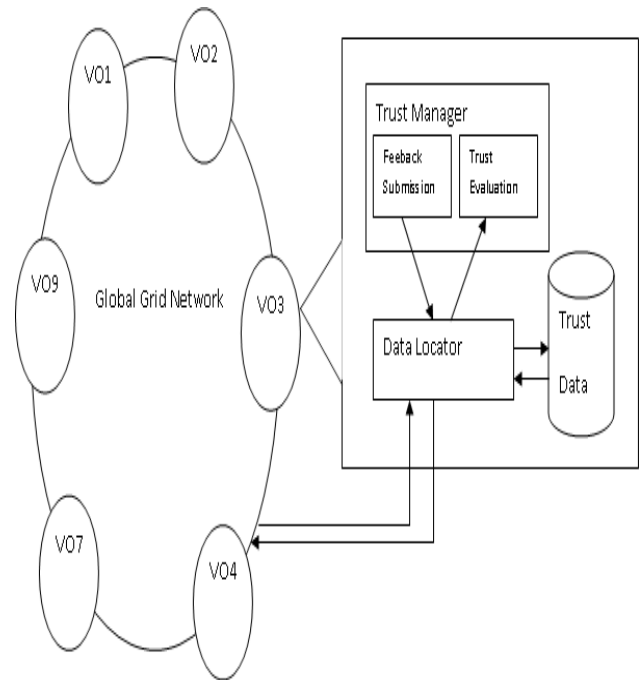 VO1
VO2
Trust Manager
Feeback
Submission
Trust
Evaluation
VO9
Global Grid Network
VO3
Data Locator
Trust
Data
VO7
VO4